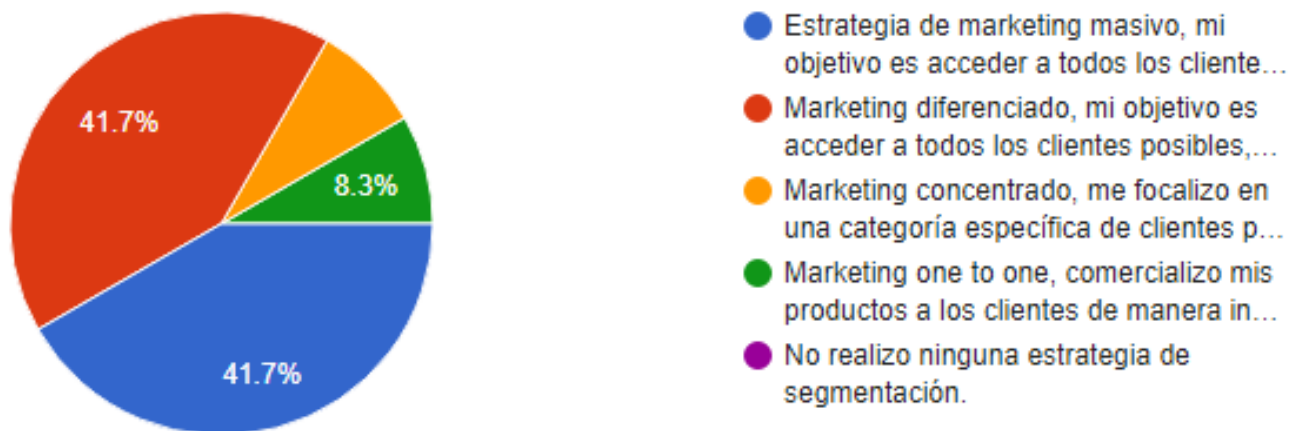 41.7%
8.3%
41.7%
Estrategia de marketing masivo, mi
objetivo es acceder a todos los cliente...
Marketing diferenciado, mi objetivo es
acceder a todos los clientes posibles,...
Marketing concentrado, me focalizo en
una categoría específica de clientes p...
Marketing one to one, comercializo mis
productos a los clientes de manera in...
No realizo ninguna estrategia de
segmentación.